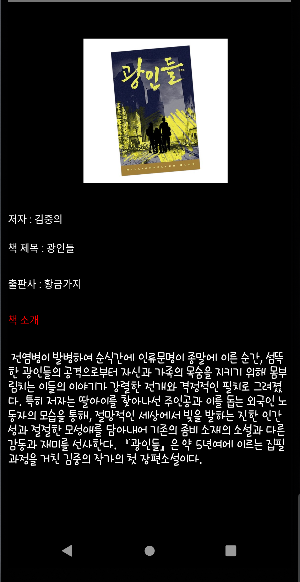 광인들
저자 : 김중의
책 제목 : 광인들
출판사 : 황금가지
책 소개
전염병이 발병하여 순식간에 인류문명이 종말에 이른 순간, 섬뜩
한 광인들의 공격으로부터 자신과 가족의 목숨을 지키기 위해 몸부
림치는 이들의 이야기가 강렬한 전개와 격정적인 필치로 그려졌
다. 특히 저자는 딸아이를 찾아나선 주인공과 이를 돕는 외국인 노
동자의 모습을 통해, 절망적인 세상에서 빛을 발하는 진한 인간
성과 절절한 모성애를 담아내어 기존의 좀비 소재의 소설과 다른
감동과 재미를 선사한다. 『광인들』은 약 5년여에 이르는 집필
과정을 거친 김중의 작가의 첫 장편소설이다.